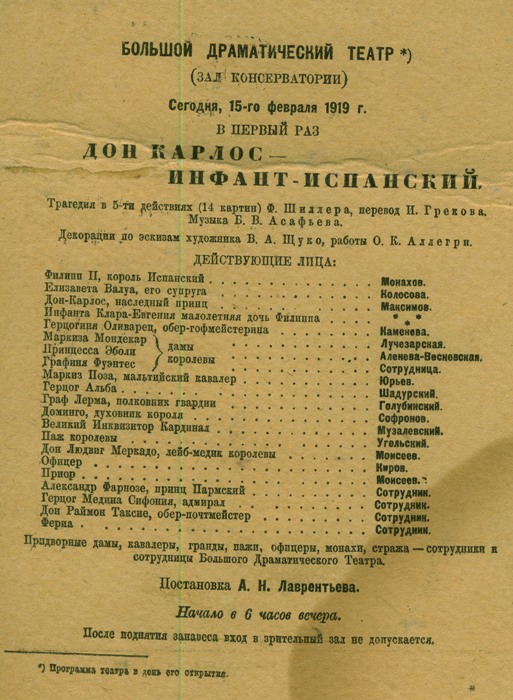 БОЛЬШОЙ ДРАМАТИЧЕСКИЙ ТЕАТР *)
(ЗАЛ КОНСЕРВАТОРИИ)
Сегодня, 15-го февраля 1919 г.
В ПЕРВЫЙ РАЗ
ДОН КАРЛОС —
ИНФАНТ-ИСПАНСКИЙ.
Трагедия в 5-ти действиях (14 картин) Ф. Шиллера, перевод И. Грекова.
Музыка Б. В. Асафьева.
Декорации по эскизам художника В. А. Щуко, работы О. К. Аллегри.
ДЕЙСТВУЮЩИЕ ЛИЦА:
Филипп II, король Испанский . . . . . . . . . . Монахов.
Елизавета Валуа, его супруга . . . . . . . . . . Колосова.
Дон-Карлос, наследный принц . . . . . . . . . . Максимов.
Инфанта Клара-Евгения малолетняя дочь Филиппа . . . * * *
Герцогиня Оливарец, обер-гофмейстерина . . . . . . Каменева.
Маркиза Мондекар } дамы . . . . . . . . Лучезарская.
Принцесса Эболи } королевы . . . . . . . Аленева-Весновская.
Графиня Фуэнтес } . . . . . . . . Сотрудница.
Маркиз Поза, мальтийский кавалер . . . . . . . . Юрьев.
Герцог Альба . . . . . . . . . . . . . Шадурский.
Граф Лерма, полковник гвардии . . . . . . . . . Голубинский.
Доминго, духовник короля . . . . . . . . . . Софронов.
Великий Инквизитор Кардинал . . . . . . . . . Музалевский.
Паж королевы . . . . . . . . . . . . . Угельский.
Дон Людвиг Меркадо, лейб-медик королевы . . . . . Моисеев.
Офицер . . . . . . . . . . . . . . . Киров.
Приор . . . . . . . . . . . . . . . Моисеев.
Александр Фарнозе, принц Пармский . . . . . . . Сотрудник.
Герцог Медина Сифония, адмирал . . . . . . . . Сотрудник.
Дон Раймон Таксис, обер-почтмейстер . . . . . . . Сотрудник.
Ферна . . . . . . . . . . . . . . . Сотрудник.
Придворные дамы, кавалеры, гранды, пажи, офицеры, монахи, стража — сотрудники и
сотрудницы Большого Драматического Театра.
Постановка А. Н. Лаврентьева.
Начало в 6 часов вечера.
После поднятия занавеса вход в зрительный зал не допускается.
*) Программа театра в день его открытия.
*